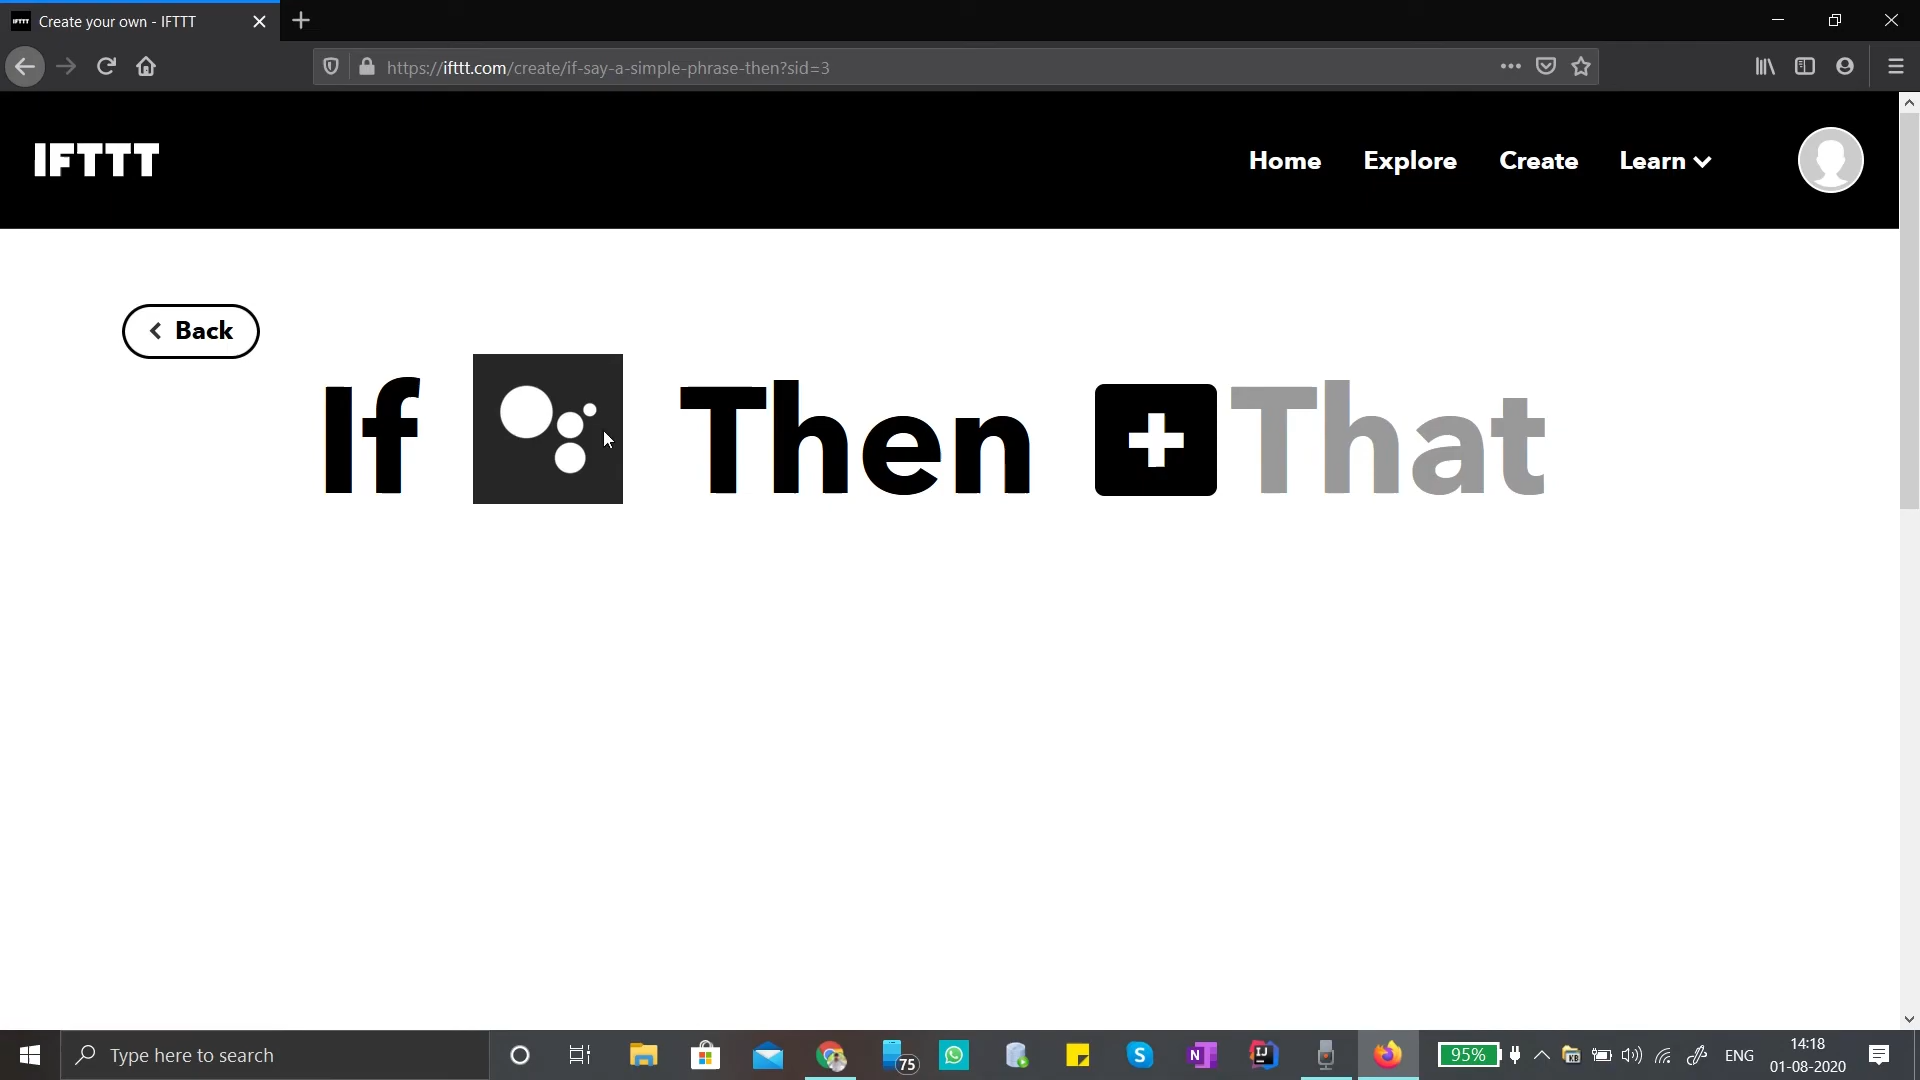 Create your own - IFTTT
https://ifttt.com/create/if-say-a-simple-phrase-then?sid=3
IFTTT
Home Explore Create Learn
Back
If Then That
Type here to search
75
95%
ENG
14:18
01-08-2020